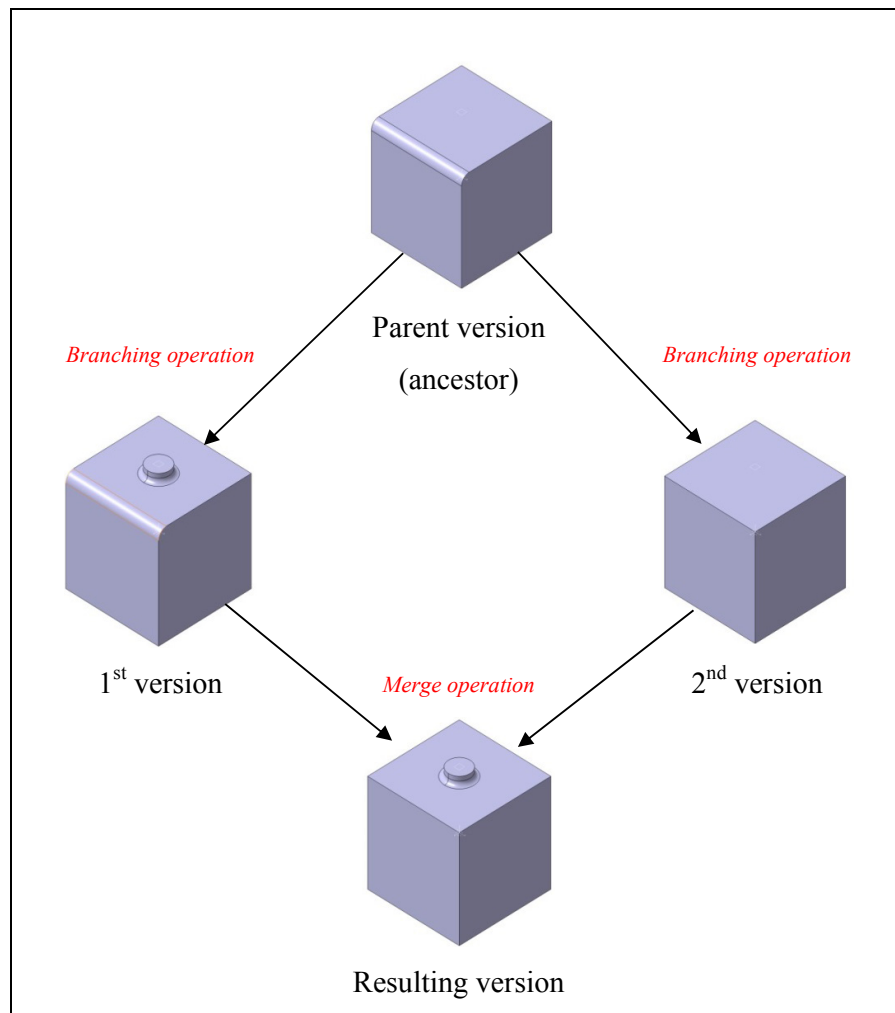 Parent version
(ancestor)
Branching operation
Branching operation
1st version
2nd version
Merge operation
Resulting version